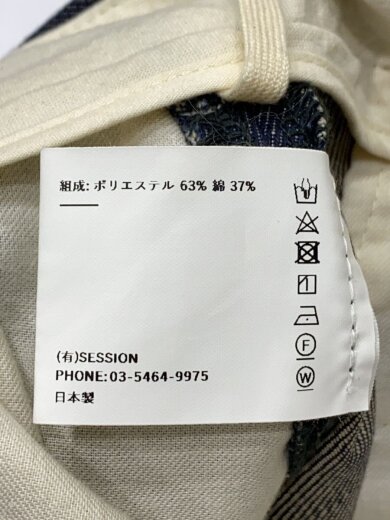 組成: ポリエステル 63% 綿 37%
(有)SESSION
PHONE: 03-5464-9975
日本製
F
W